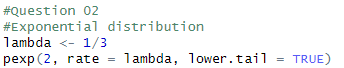 #Question 02
#Exponential distribution
lambda <- 1/3
pexp(2, rate = lambda, lower.tail = TRUE)